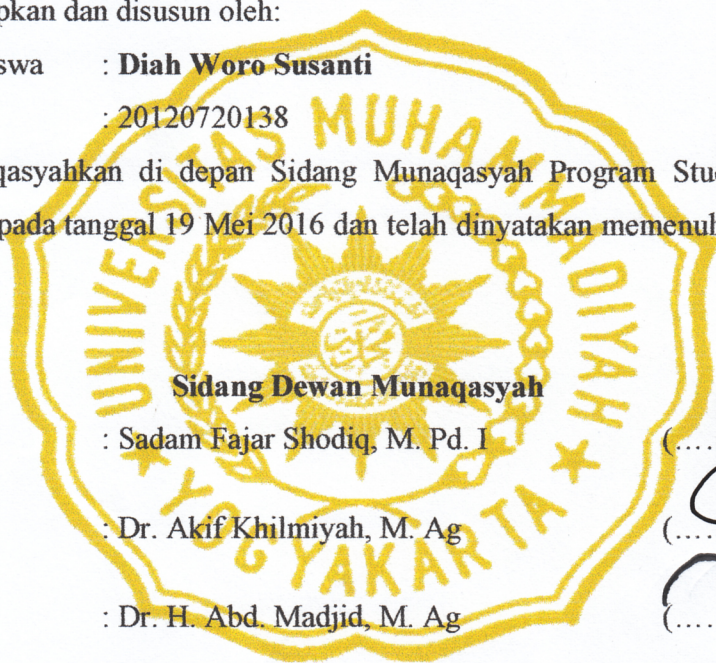 pkan dan disusun oleh:
swa : Diah Woro Susanti
: 20120720138
qasyahkan di depan Sidang Munaqasyah Program Stu
pada tanggal 19 Mei 2016 dan telah dinyatakan memenuh
UNIVERSITAS MUHAMMADIYAH
YOGYAKARTA
Sidang Dewan Munaqasyah
: Sadam Fajar Shodiq, M. Pd. I (....
: Dr. Akif Khilmiyah, M. Ag (....
: Dr. H. Abd. Madjid, M. Ag (....